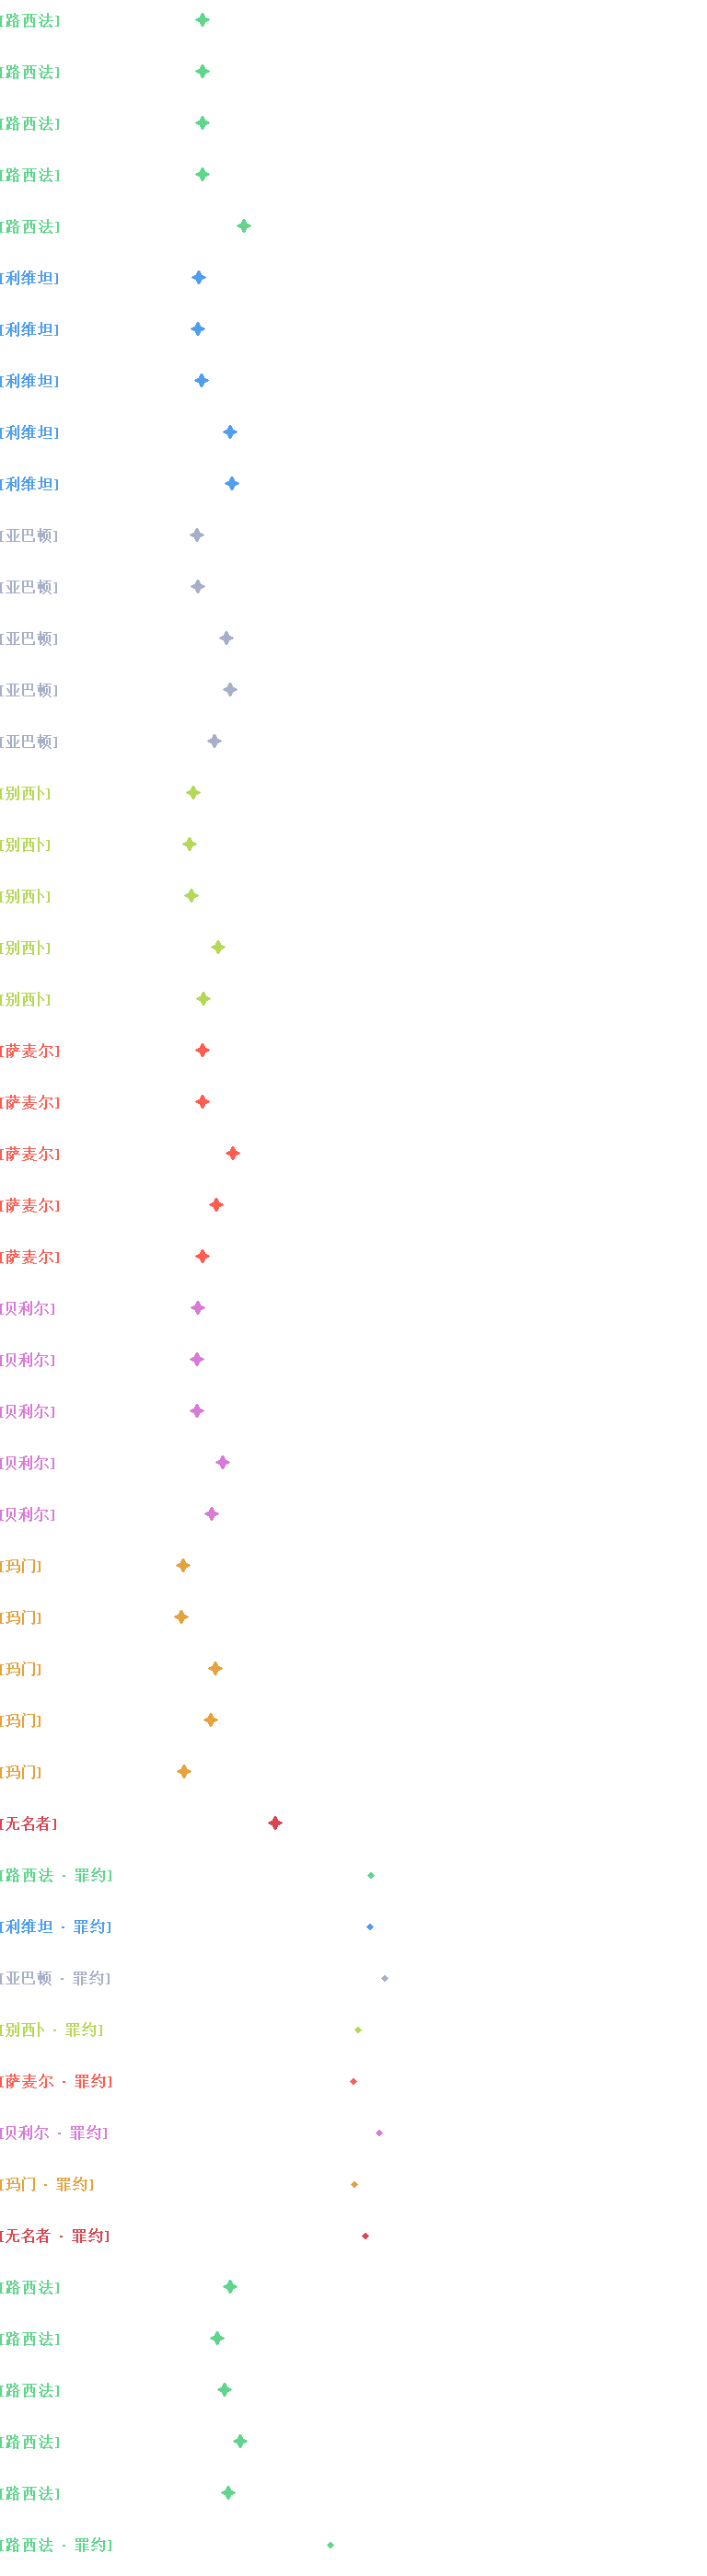 [路西法]
[路西法]
[路西法]
[路西法]
[路西法]
[利维坦]
[利维坦]
[利维坦]
[利维坦]
[利维坦]
[亚巴顿]
[亚巴顿]
[亚巴顿]
[亚巴顿]
[亚巴顿]
[别西卜]
[别西卜]
[别西卜]
[别西卜]
[别西卜]
[萨麦尔]
[萨麦尔]
[萨麦尔]
[萨麦尔]
[萨麦尔]
[贝利尔]
[贝利尔]
[贝利尔]
[贝利尔]
[贝利尔]
[玛门]
[玛门]
[玛门]
[玛门]
[玛门]
[无名者]
[路西法 · 罪约]
[利维坦 · 罪约]
[亚巴顿 · 罪约]
[别西卜 · 罪约]
[萨麦尔 · 罪约]
[贝利尔 · 罪约]
[玛门 · 罪约]
[无名者 · 罪约]
[路西法]
[路西法]
[路西法]
[路西法]
[路西法]
[路西法 · 罪约]